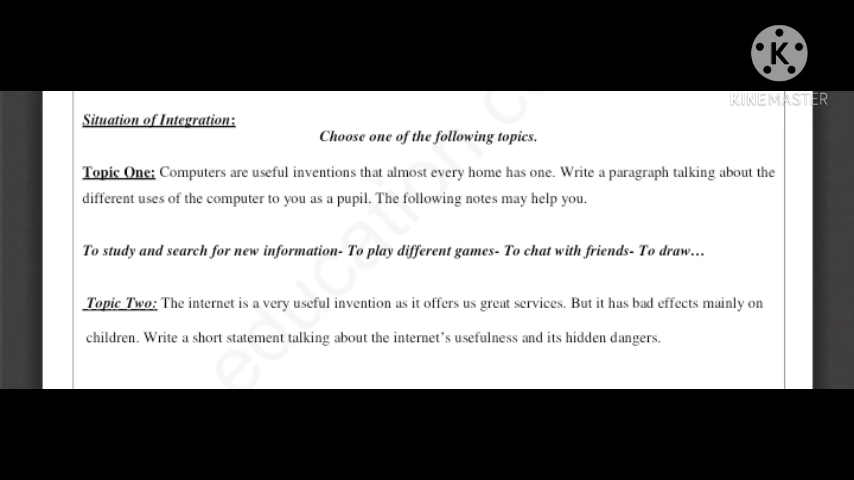 K
KINEMASTER
Situation of Integration:
Choose one of the following topics.
Topic One: Computers are useful inventions that almost every home has one. Write a paragraph talking about the
different uses of the computer to you as a pupil. The following notes may help you.
To study and search for new information- To play different games- To chat with friends- To draw…
Topic Two: The internet is a very useful invention as it offers us great services. But it has bad effects mainly on
children. Write a short statement talking about the internet's usefulness and its hidden dangers.
education